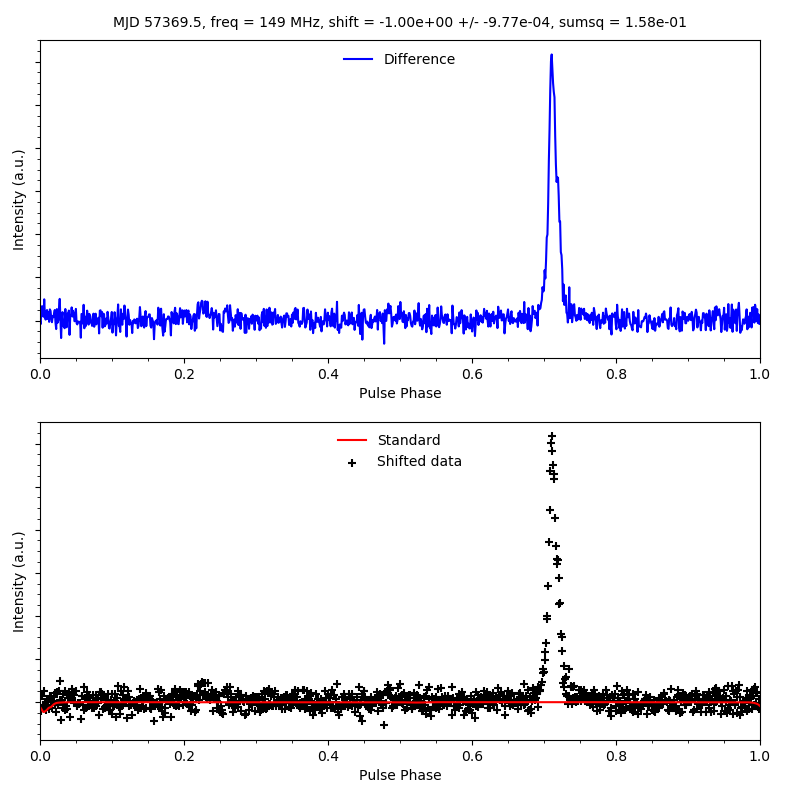 MJD 57369.5, freq = 149 MHz, shift = -1.00e+00 +/- -9.77e-04, sumsq = 1.58e-01
Difference
Intensity (a.u.)
0.0 0.2 0.4 0.6 0.8 1.0
Pulse Phase
Standard
Shifted data
Intensity (a.u.)
0.0 0.2 0.4 0.6 0.8 1.0
Pulse Phase